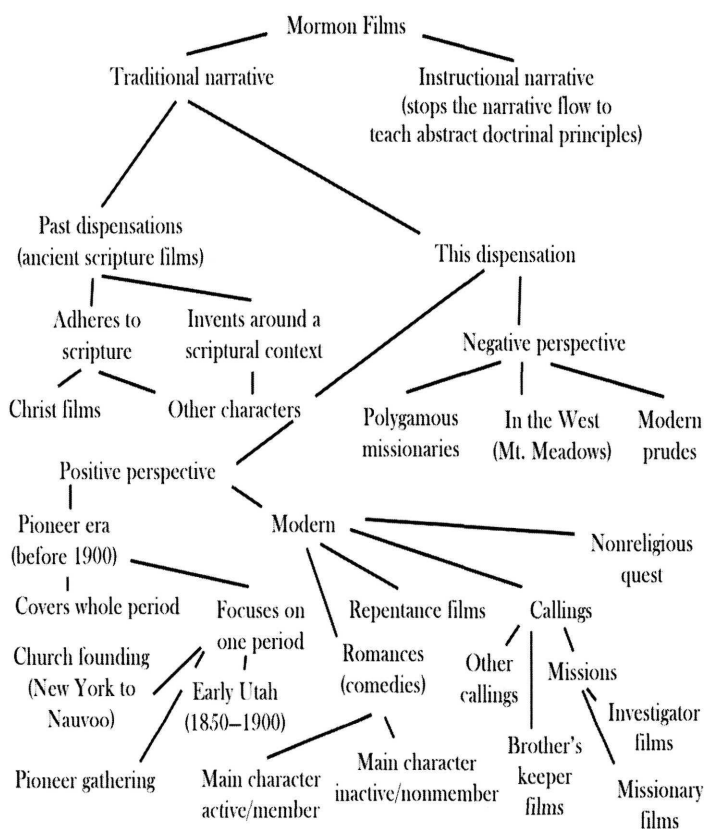 Mormon Films
Traditional narrative
Instructional narrative
(stops the narrative flow to
teach abstract doctrinal principles)
Past dispensations
(ancient scripture films)
This dispensation
Adheres to
scripture
Invents around a
scriptural context
Negative perspective
Christ films
Other characters
Polygamous
missionaries
In the West
(Mt. Meadows)
Modern
prudes
Positive perspective
Pioneer era
(before 1900)
Modern
Nonreligious
quest
Covers whole period
Focuses on
one period
Repentance films
Callings
Church founding
(New York to
Nauvoo)
Early Utah
(1850–1900)
Romances
(comedies)
Other
callings
Missions
Investigator
films
Pioneer gathering
Main character
active/member
Main character
inactive/nonmember
Brother's
keeper
films
Missionary
films